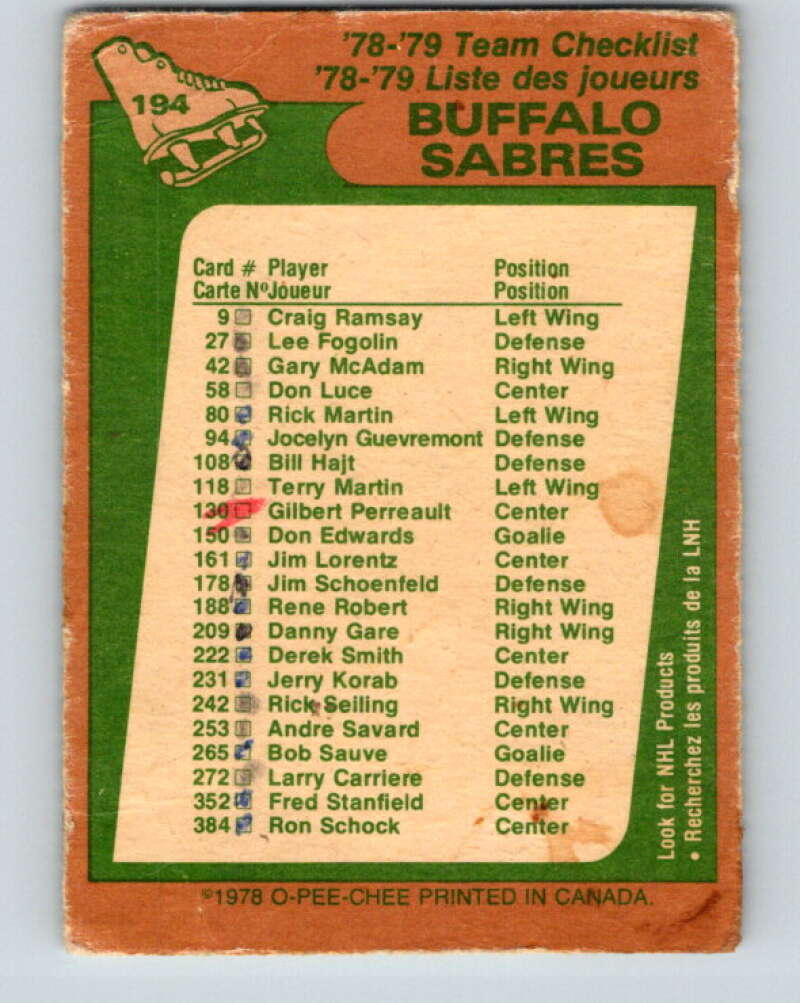 194
'78-'79 Team Checklist
'78-'79 Liste des joueurs
BUFFALO
SABRES
Card # Player Position
Carte Nº Joueur Position
9 Craig Ramsay Left Wing
27 Lee Fogolin Defense
42 Gary McAdam Right Wing
58 Don Luce Center
80 Rick Martin Left Wing
94 Jocelyn Guevremont Defense
108 Bill Hajt Defense
118 Terry Martin Left Wing
130 Gilbert Perreault Center
150 Don Edwards Goalie
161 Jim Lorentz Center
178 Jim Schoenfeld Defense
188 Rene Robert Right Wing
209 Danny Gare Right Wing
222 Derek Smith Center
231 Jerry Korab Defense
242 Rick Seiling Right Wing
253 Andre Savard Center
265 Bob Sauve Goalie
272 Larry Carriere Defense
352 Fred Stanfield Center
384 Ron Schock Center
Look for NHL Products
• Recherchez les produits de la LNH
©1978 O-PEE-CHEE PRINTED IN CANADA.